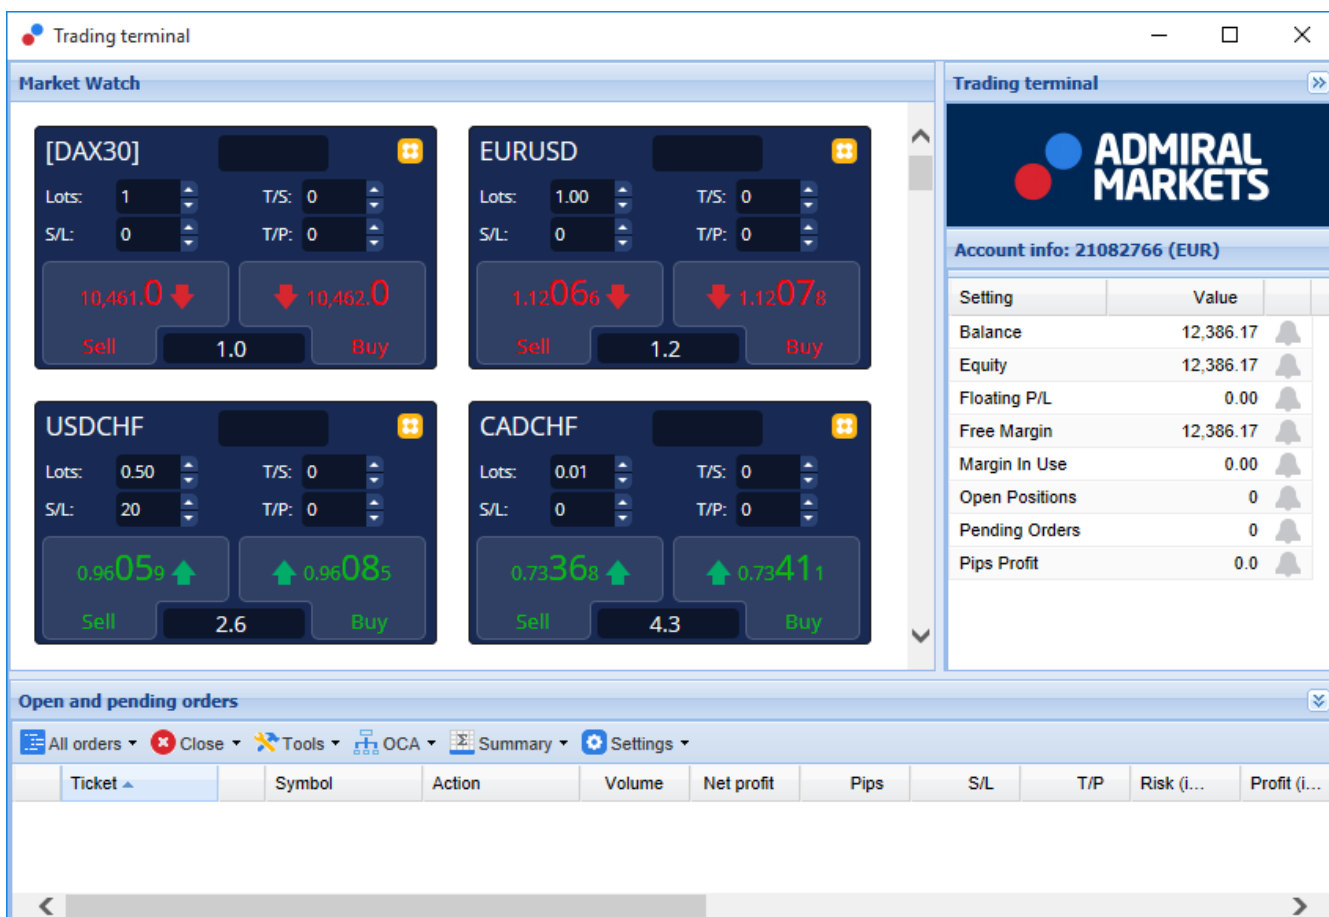 Trading terminal
Market Watch
[DAX30]
Lots: 1 T/S: 0
S/L: 0 T/P: 0
10,461.0 10,462.0
Sell 1.0 Buy
EURUSD
Lots: 1.00 T/S: 0
S/L: 0 T/P: 0
1.12066 1.12078
Sell 1.2 Buy
USDCHF
Lots: 0.50 T/S: 0
S/L: 20 T/P: 0
0.96059 0.96085
Sell 2.6 Buy
CADCHF
Lots: 0.01 T/S: 0
S/L: 0 T/P: 0
0.73368 0.73411
Sell 4.3 Buy
Trading terminal
ADMIRAL
MARKETS
Account info: 21082766 (EUR)
Setting Value
Balance 12,386.17
Equity 12,386.17
Floating P/L 0.00
Free Margin 12,386.17
Margin In Use 0.00
Open Positions 0
Pending Orders 0
Pips Profit 0.0
Open and pending orders
All orders Close Tools OCA Summary Settings
Ticket Symbol Action Volume Net profit Pips S/L T/P Risk (i... Profit (i...